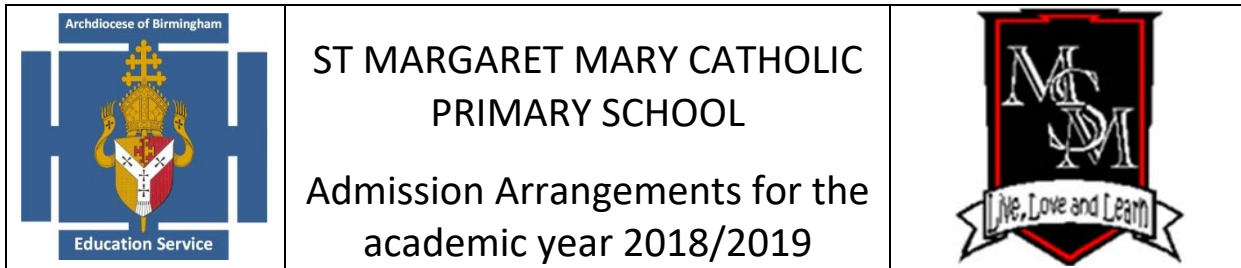 Archdiocese of Birmingham
Education Service
ST MARGARET MARY CATHOLIC
PRIMARY SCHOOL
Admission Arrangements for the
academic year 2018/2019
MSMM
Live, Love and Learn